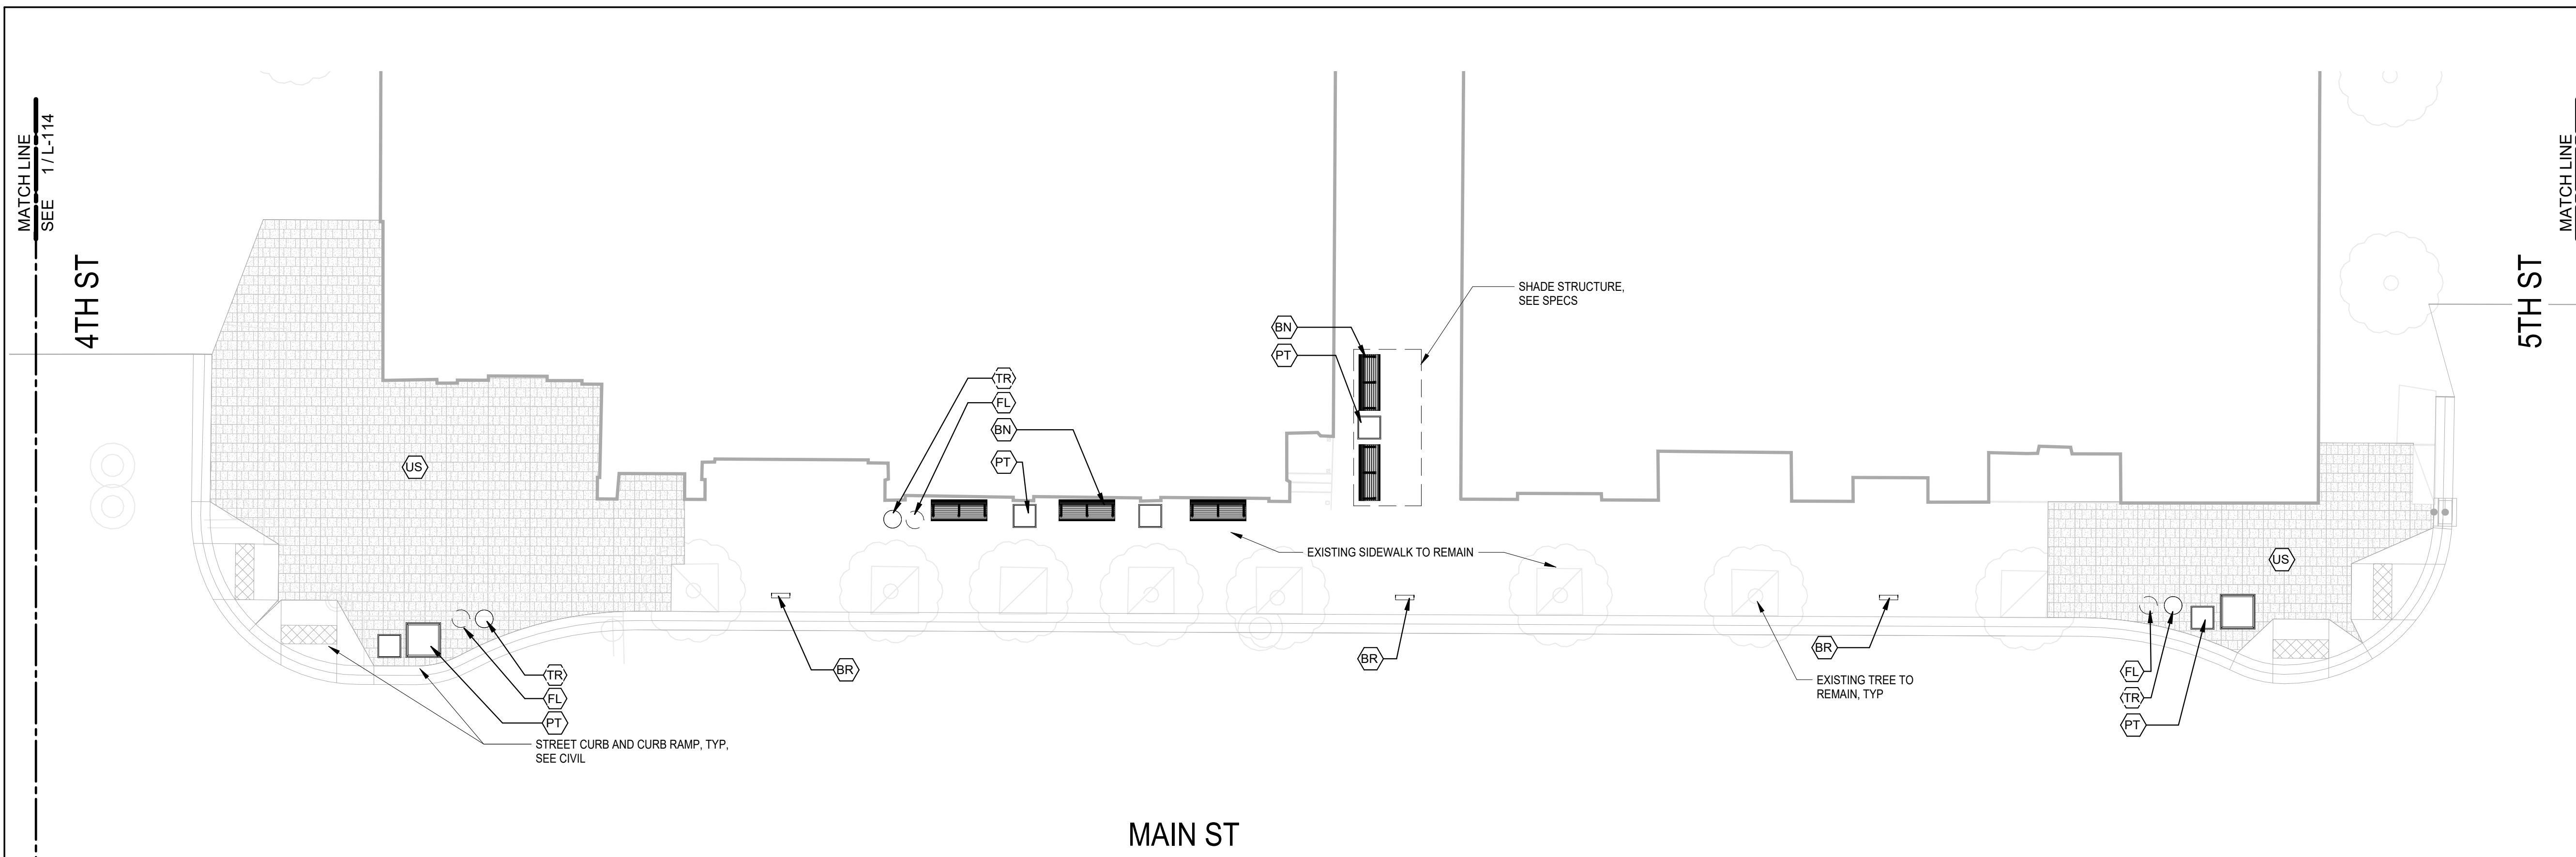 MATCH LINE
SEE 1 / L-114
4TH ST
MATCH LINE
5TH ST
SHADE STRUCTURE,
SEE SPECS
BN
PT
TR
FL
BN
PT
US
EXISTING SIDEWALK TO REMAIN
US
TR
FL
PT
BR
BR
BR
EXISTING TREE TO
REMAIN, TYP
FL
TR
PT
STREET CURB AND CURB RAMP, TYP,
SEE CIVIL
MAIN ST